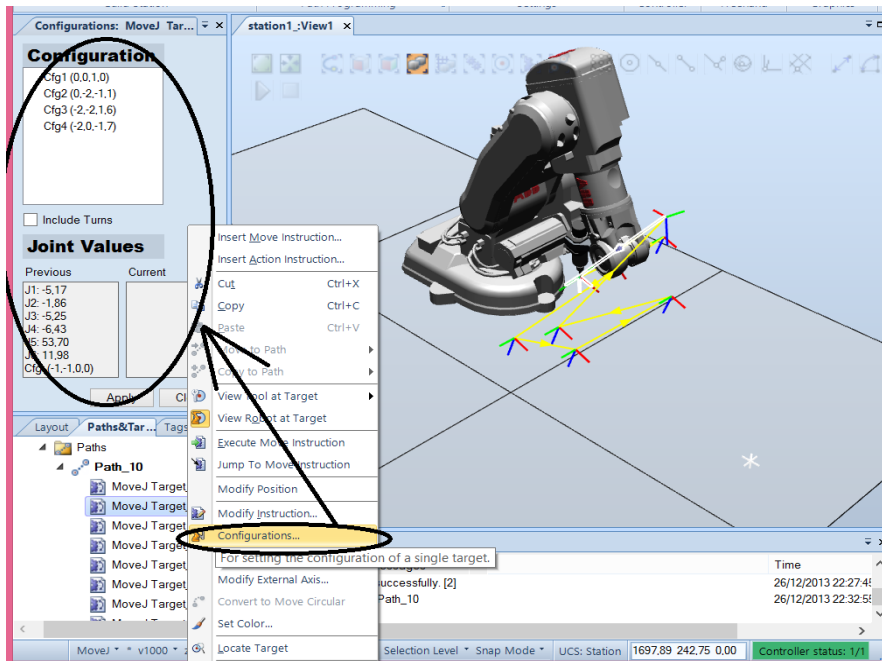 Configurations: MoveJ Tar...
station1_:View1
Configuration
Cfg1 (0,0,1,0)
Cfg2 (0,-2,-1,1)
Cfg3 (-2,-2,1,6)
Cfg4 (-2,0,-1,7)
Include Turns
Joint Values
Previous Current
J1: -5,17
J2: -1,86
J3: -5,25
J4: -6,43
J5: 53,70
J6: 11,98
Cfg: (-1,-1,0,0)
Apply
Layout Paths&Tar... Tags
Paths
Path_10
MoveJ Target
MoveJ Target
MoveJ Target
MoveJ Target
MoveJ Target
MoveJ Target
MoveJ Target
Insert Move Instruction...
Insert Action Instruction...
Cut Ctrl+X
Copy Ctrl+C
Paste Ctrl+V
Move to Path
Copy to Path
View Tool at Target
View Robot at Target
Execute Move Instruction
Jump To Move Instruction
Modify Position
Modify Instruction...
Configurations...
For setting the configuration of a single target.
Modify External Axis...
Convert to Move Circular
Set Color...
Locate Target
ABB
Time
successfully. [2] 26/12/2013 22:27:45
Path_10 26/12/2013 22:32:55
MoveJ * * v1000 * Selection Level Snap Mode UCS: Station 1697,89 242,75 0,00 Controller status: 1/1